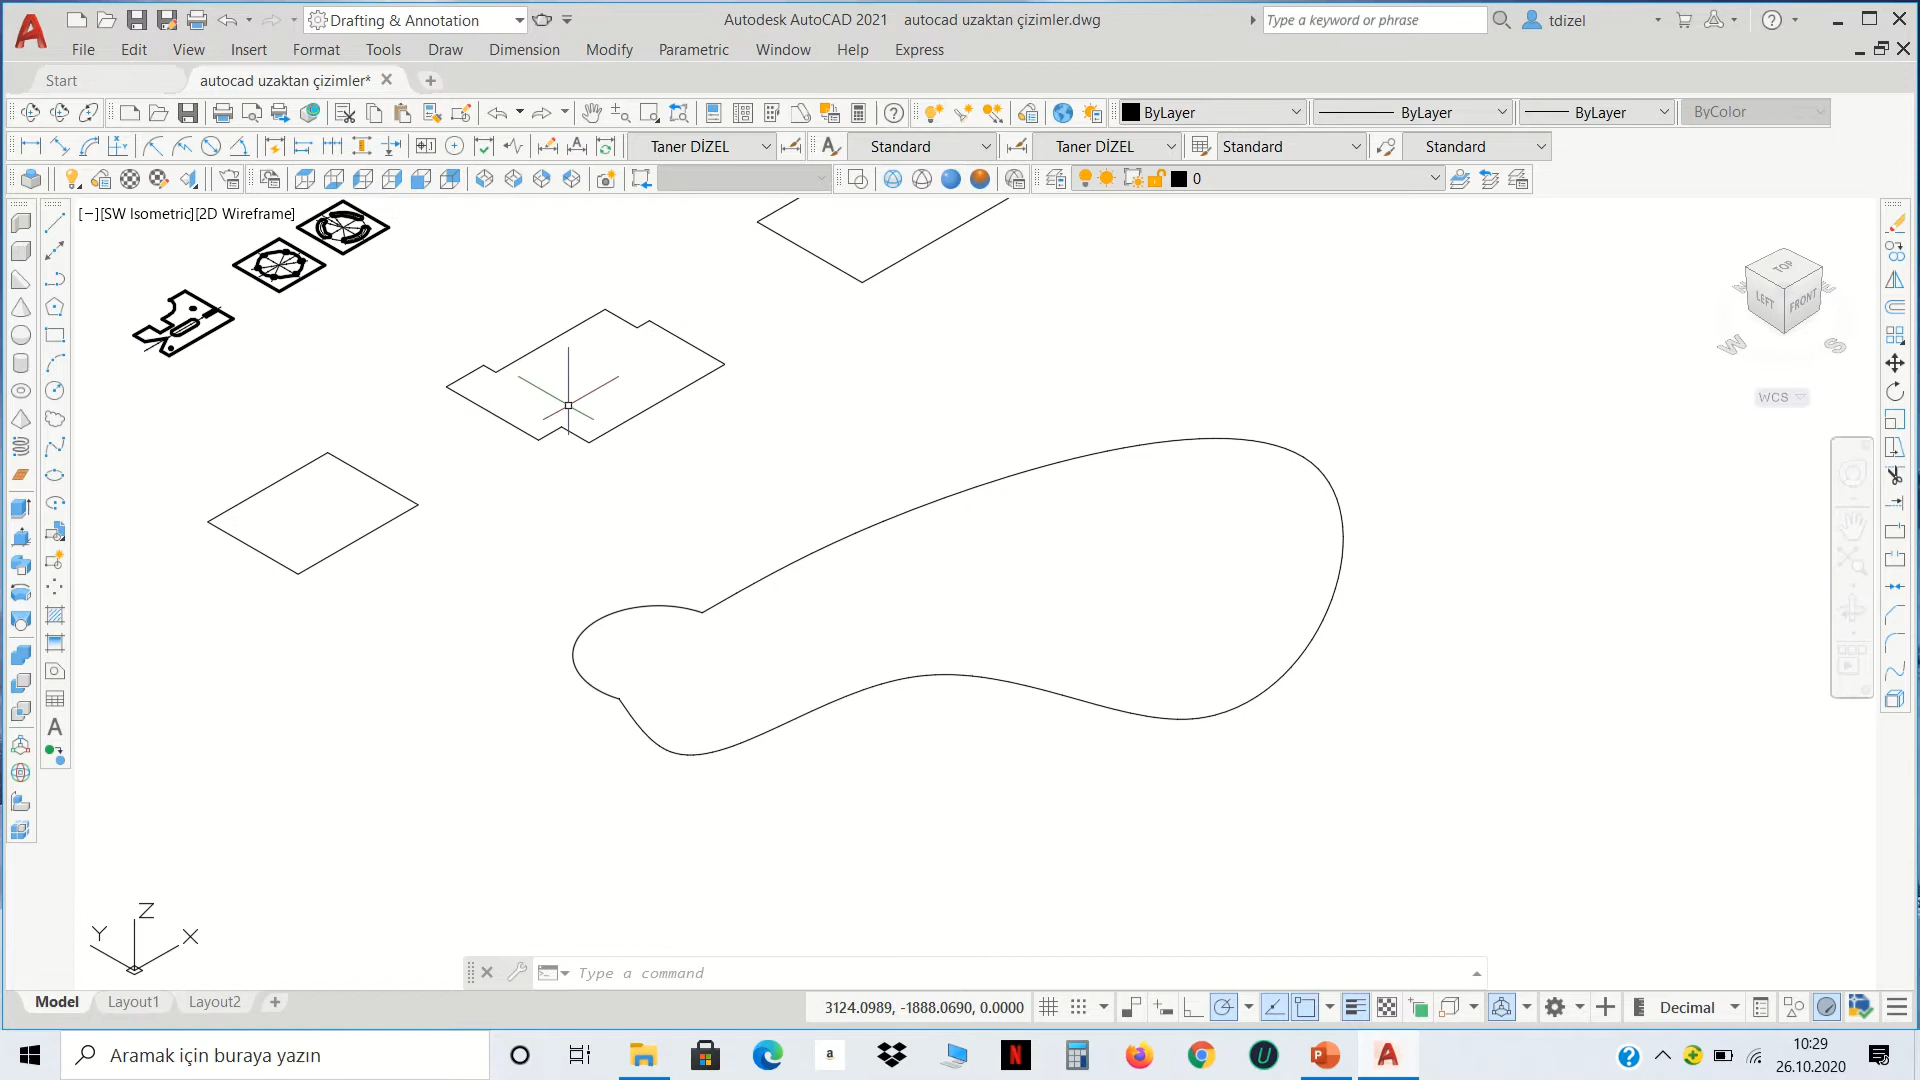 Drafting & Annotation
Autodesk AutoCAD 2021 autocad uzaktan çizimler.dwg
Type a keyword or phrase
tdizel
File Edit View Insert Format Tools Draw Dimension Modify Parametric Window Help Express
Start
autocad uzaktan çizimler*
ByLayer
ByLayer
ByLayer
ByColor
Taner DİZEL
Standard
Taner DİZEL
Standard
Standard
0
[−][SW Isometric][2D Wireframe]
TOP
LEFT
FRONT
W
S
WCS
A
Z
Y
X
Type a command
Model
Layout1
Layout2
3124.0989, -1888.0690, 0.0000
Decimal
Aramak için buraya yazın
10:29
26.10.2020